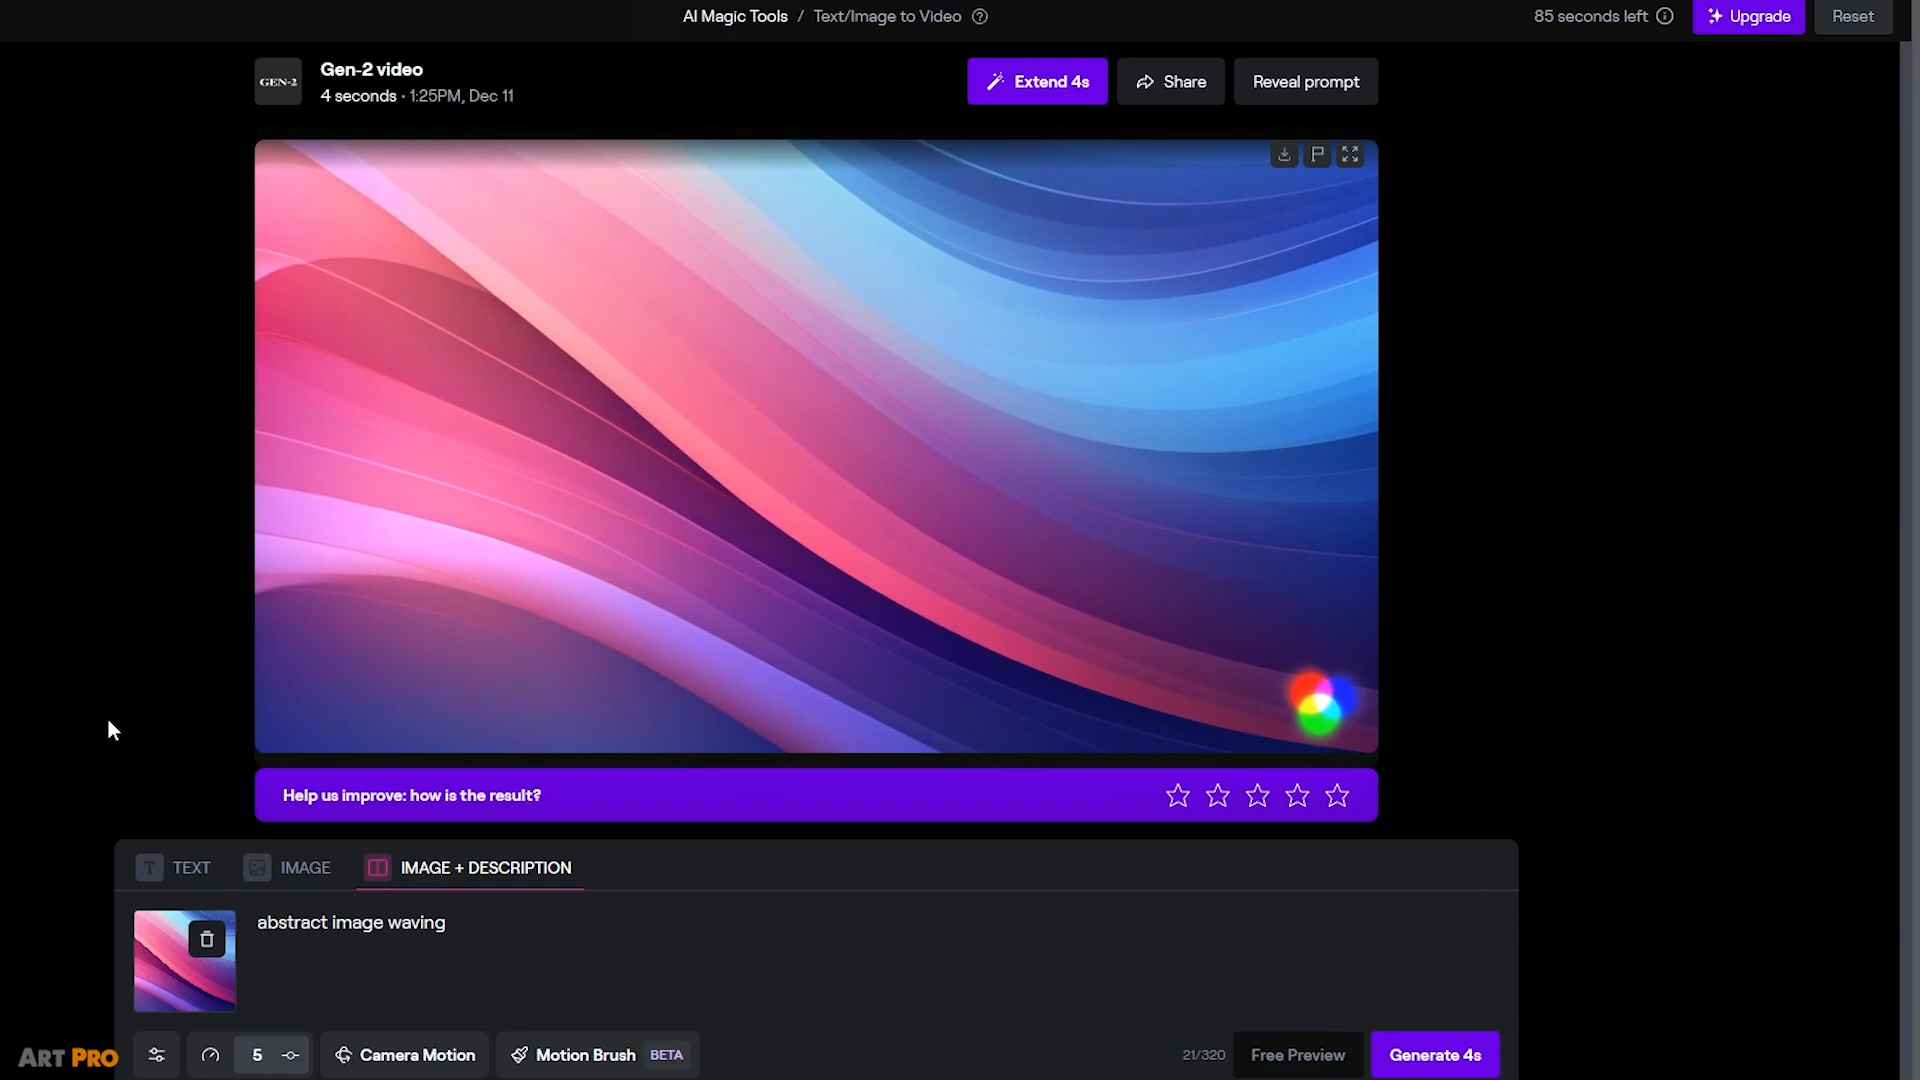 AI Magic Tools / Text/Image to Video
85 seconds left
Upgrade
Reset
GEN-2
Gen-2 video
4 seconds · 1:25PM, Dec 11
Extend 4s
Share
Reveal prompt
Help us improve: how is the result?
T TEXT
IMAGE
IMAGE + DESCRIPTION
abstract image waving
ART PRO
5
Camera Motion
Motion Brush BETA
21/320
Free Preview
Generate 4s